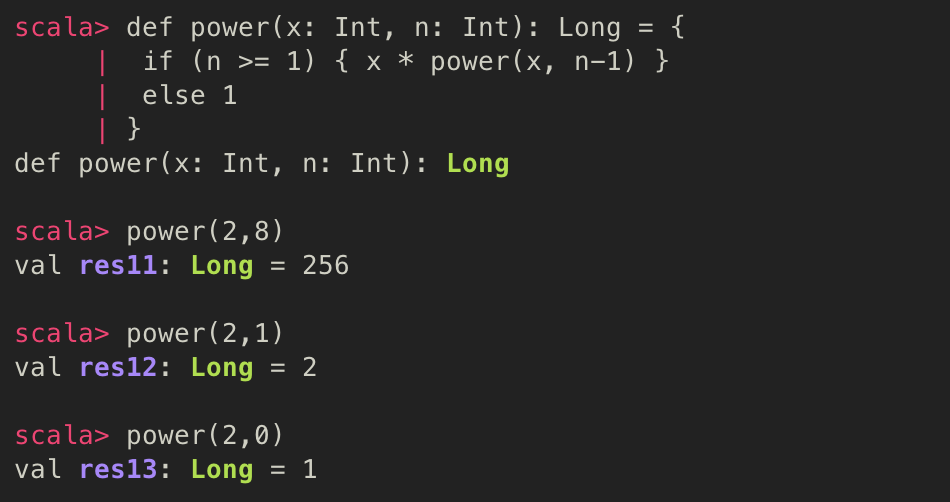 scala> def power(x: Int, n: Int): Long = {
     |  if (n >= 1) { x * power(x, n-1) }
     |  else 1
     | }
def power(x: Int, n: Int): Long

scala> power(2,8)
val res11: Long = 256

scala> power(2,1)
val res12: Long = 2

scala> power(2,0)
val res13: Long = 1